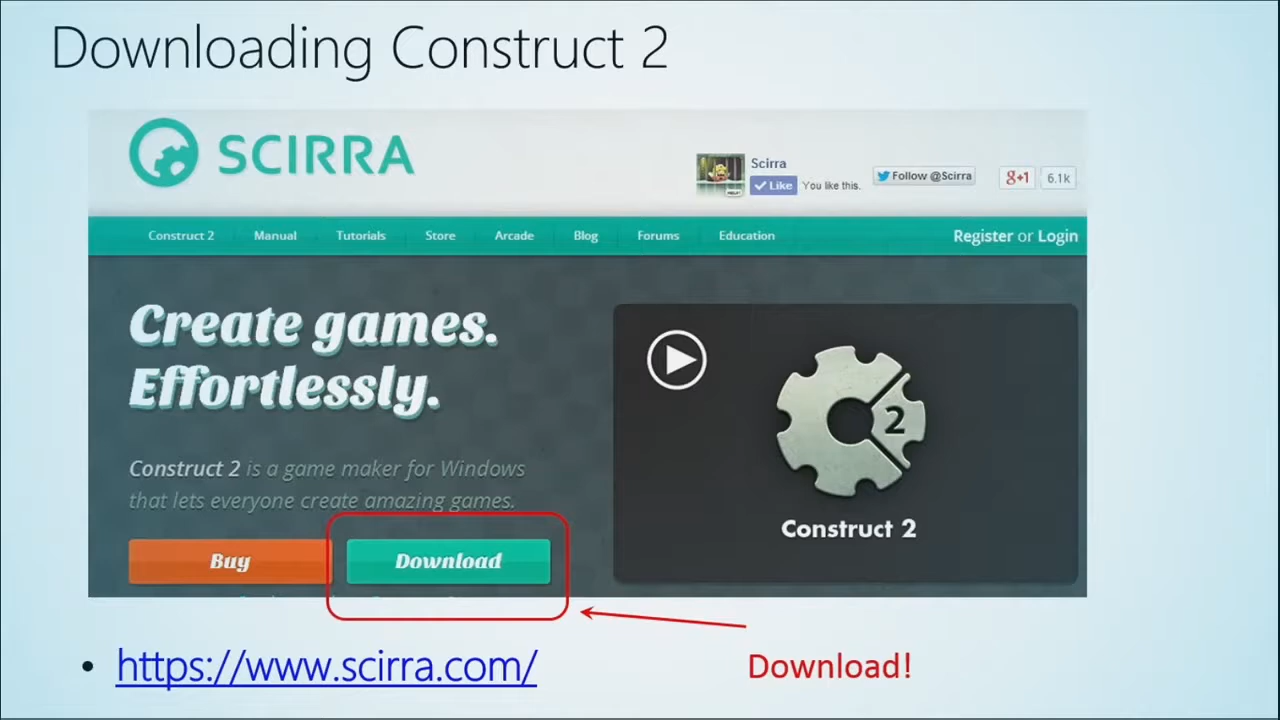 Downloading Construct 2
SCIRRA
Scirra
Like You like this.
Follow @Scirra
g+1 6.1k
Construct 2 Manual Tutorials Store Arcade Blog Forums Education Register or Login
Create games.
Effortlessly.
Construct 2 is a game maker for Windows
that lets everyone create amazing games.
Buy Download
2
Construct 2
• https://www.scirra.com/
Download!